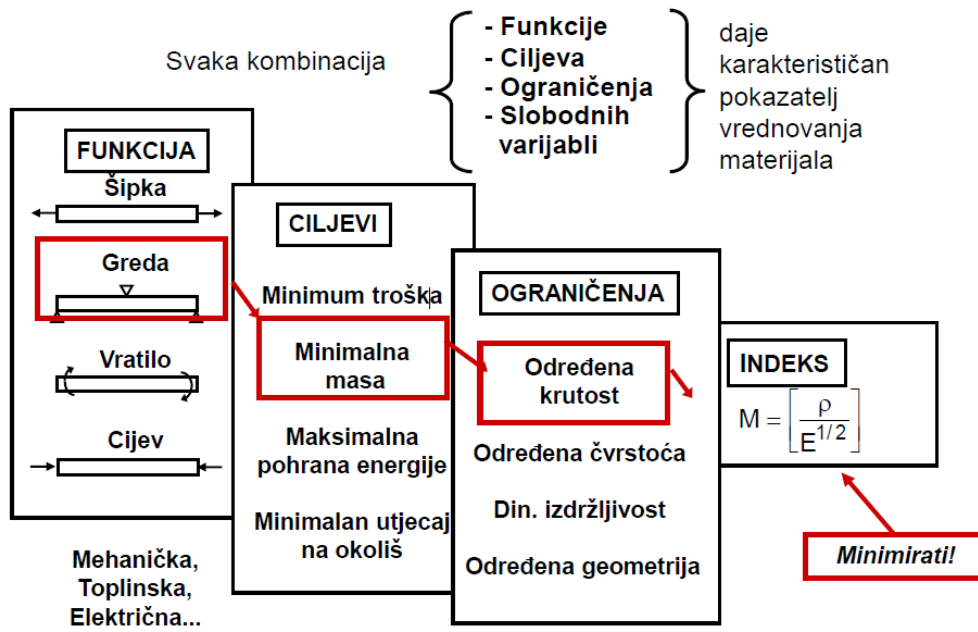 Svaka kombinacija
- Funkcije
- Ciljeva
- Ograničenja
- Slobodnih
varijabli
daje
karakterističan
pokazatelj
vrednovanja
materijala
FUNKCIJA
Šipka
Greda
Vratilo
Cijev
Mehanička,
Toplinska,
Električna...
CILJEVI
Minimum troška
Minimalna
masa
Maksimalna
pohrana energije
Minimalan utjecaj
na okoliš
OGRANIČENJA
Određena
krutost
Određena čvrstoća
Din. izdržljivost
Određena geometrija
INDEKS
M = [ρ / E^1/2]
Minimirati!